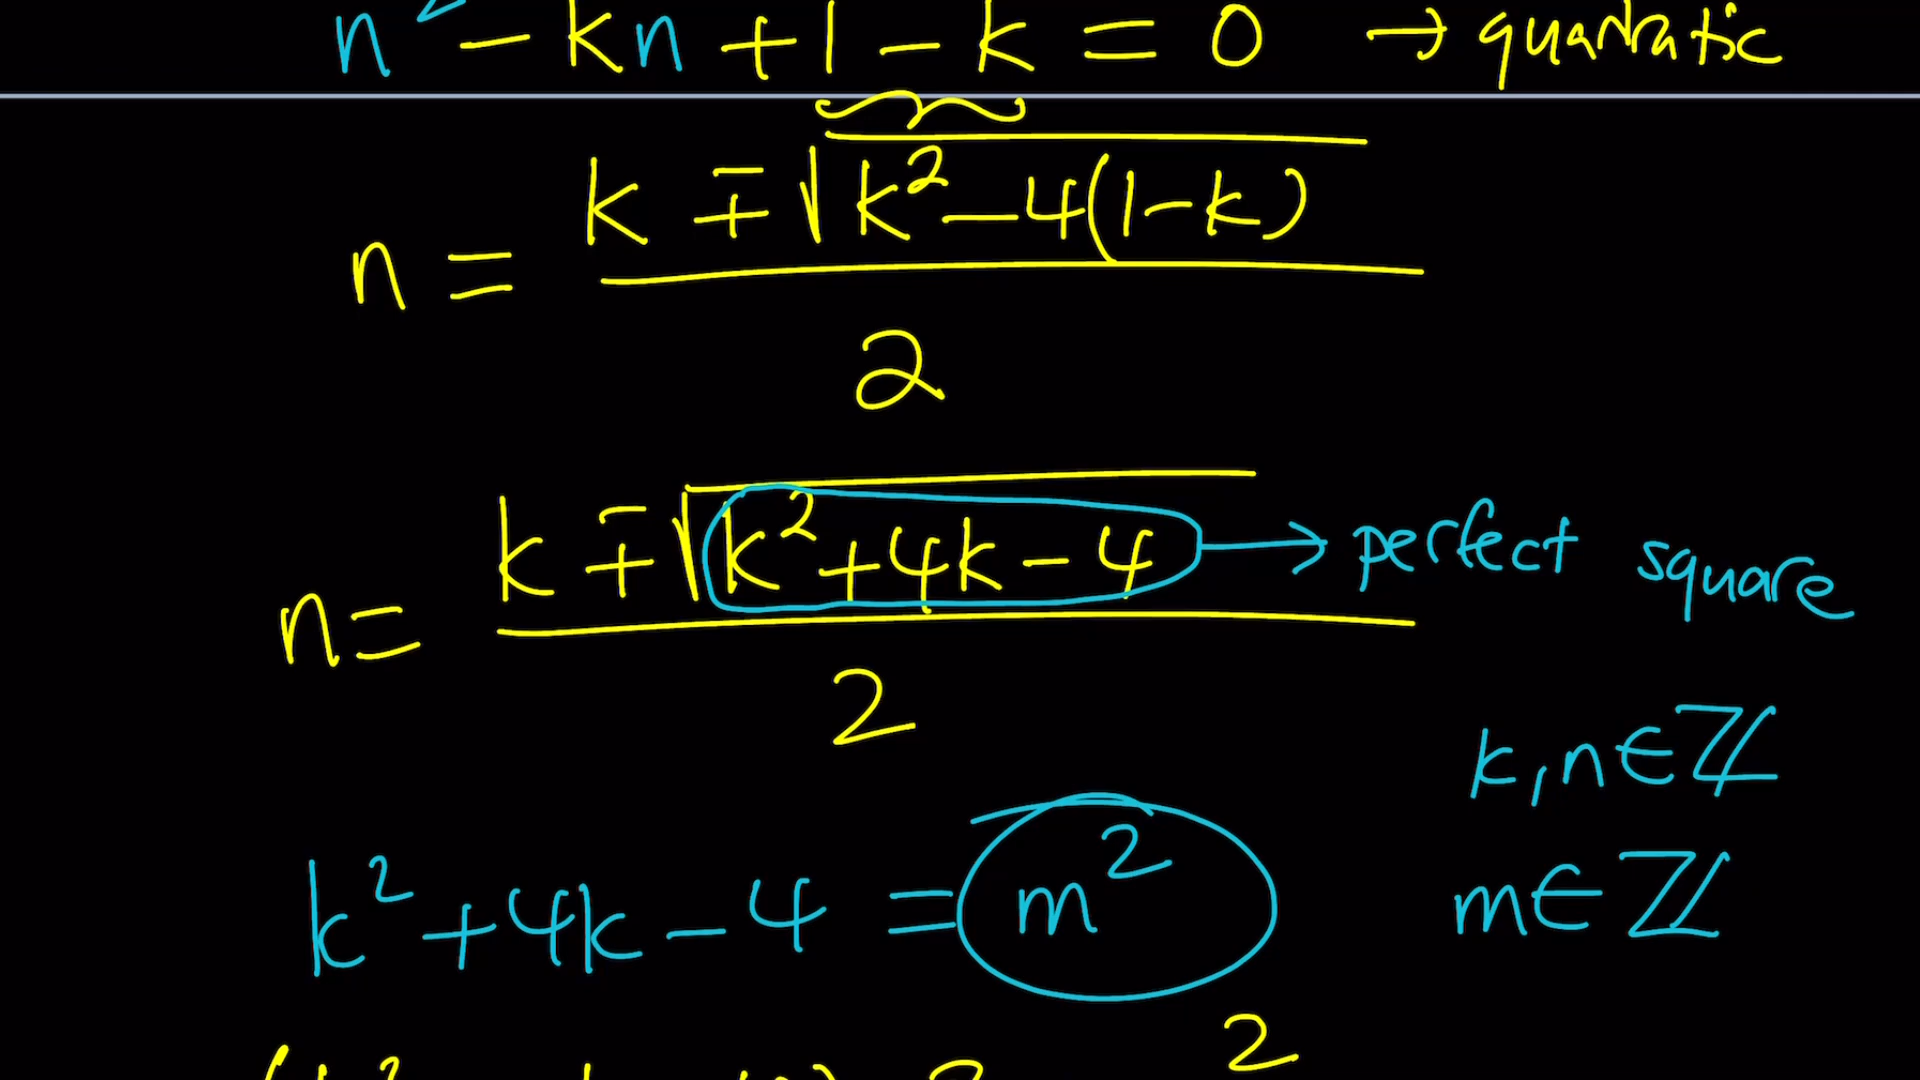 n² - kn + 1 - k = 0 → quadratic
n = (k ∓ √(k² - 4(1-k))) / 2
n = (k ∓ √(k² + 4k - 4)) / 2 → perfect square
k, n ∈ ℤ
k² + 4k - 4 = m² m ∈ ℤ
2